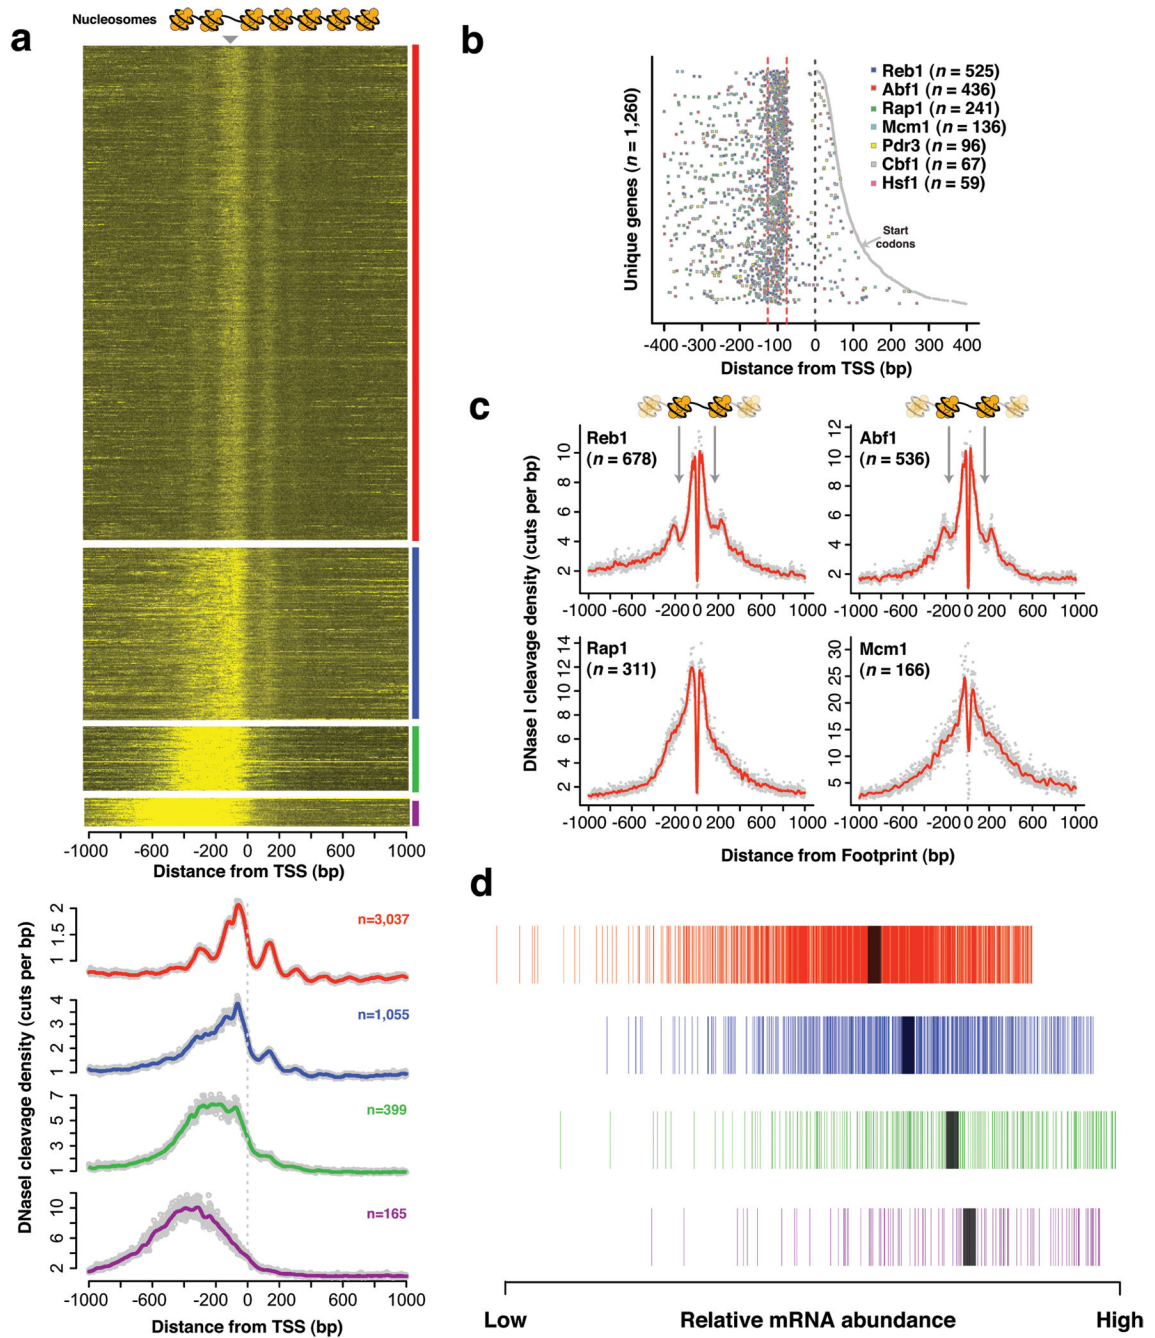 a
Nucleosomes
-1000 -600 -200 0 200 600 1000
Distance from TSS (bp)
DNaseI cleavage density (cuts per bp)
2
1.5
1
n=3,037
4
3
2
1
n=1,055
7
5
3
1
n=399
10
6
2
n=165
-1000 -600 -200 0 200 600 1000
Distance from TSS (bp)
b
Unique genes (n = 1,260)
Reb1 (n = 525)
Abf1 (n = 436)
Rap1 (n = 241)
Mcm1 (n = 136)
Pdr3 (n = 96)
Cbf1 (n = 67)
Hsf1 (n = 59)
Start
codons
-400 -300 -200 -100 0 100 200 300 400
Distance from TSS (bp)
c
DNase I cleavage density (cuts per bp)
Reb1
(n = 678)
10
8
6
4
2
-1000 -600 -200 0 200 600 1000
Abf1
(n = 536)
12
10
8
6
4
2
-1000 -600 -200 0 200 600 1000
Rap1
(n = 311)
14
12
10
8
6
4
2
-1000 -600 -200 0 200 600 1000
Mcm1
(n = 166)
30
25
20
15
10
5
-1000 -600 -200 0 200 600 1000
Distance from Footprint (bp)
d
Low Relative mRNA abundance High